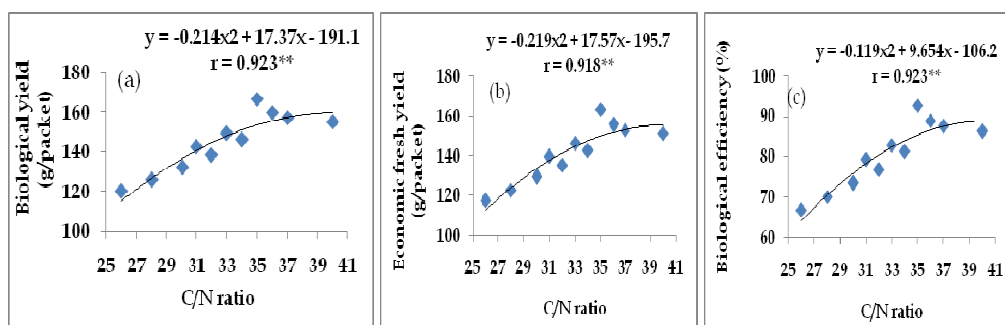 y = -0.214x2 + 17.37x - 191.1
r = 0.923**
(a)
Biological yield
(g/packet)
180
160
140
120
100
25 27 29 31 33 35 37 39 41
C/N ratio
y = -0.219x2 + 17.57x - 195.7
r = 0.918**
(b)
Economic fresh yield
(g/packet)
180
160
140
120
100
25 27 29 31 33 35 37 39 41
C/N ratio
y = -0.119x2 + 9.654x - 106.2
r = 0.923**
(c)
Biological efficiency (%)
100
90
80
70
60
25 27 29 31 33 35 37 39 41
C/N ratio